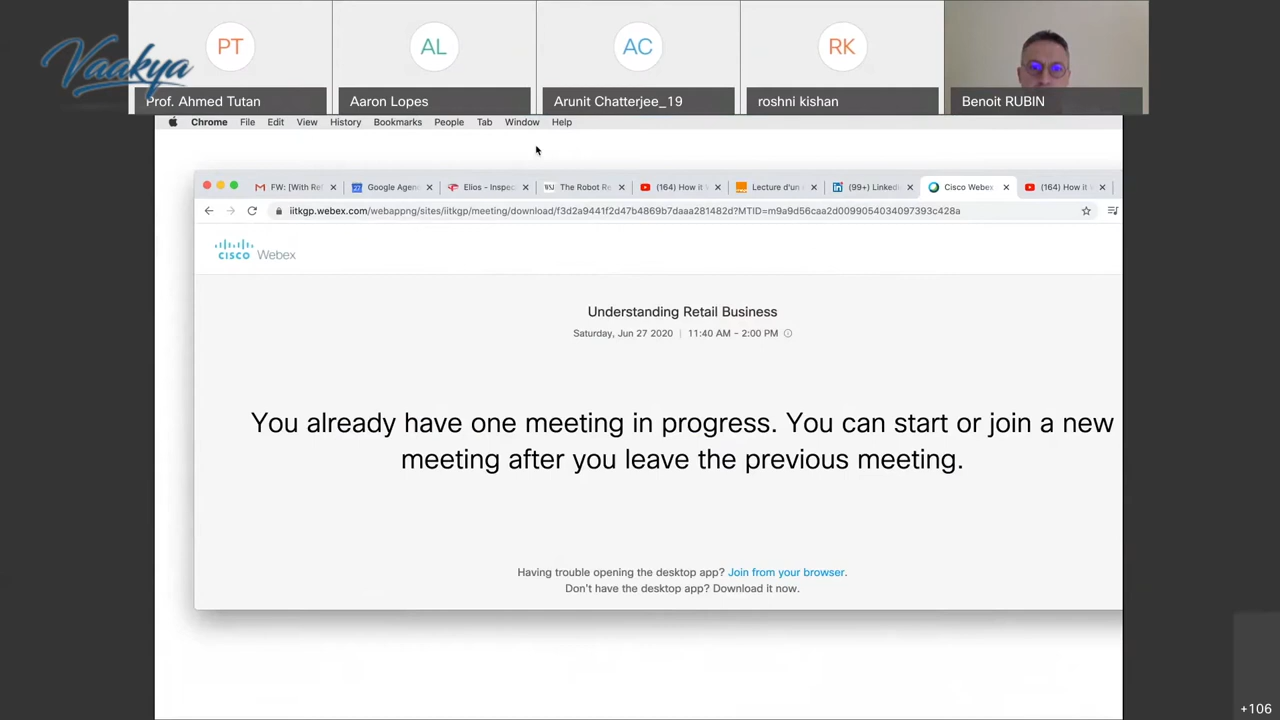 Vaakya
PT
AL
AC
RK
Prof. Ahmed Tutan
Aaron Lopes
Arunit Chatterjee_19
roshni kishan
Benoit RUBIN
Chrome File Edit View History Bookmarks People Tab Window Help
FW: [With Re
Google Agen
Elios - Inspec
The Robot Re
(164) How it
Lecture d'un
(99+) Linked
Cisco Webex
(164) How it
iitkgp.webex.com/webappng/sites/iitkgp/meeting/download/f3d2a9441f2d47b4869b7daaa281482d?MTID=m9a9d56caa2d0099054034097393c428a
CISCO Webex
Understanding Retail Business
Saturday, Jun 27 2020 | 11:40 AM - 2:00 PM
You already have one meeting in progress. You can start or join a new
meeting after you leave the previous meeting.
Having trouble opening the desktop app? Join from your browser.
Don't have the desktop app? Download it now.
+106